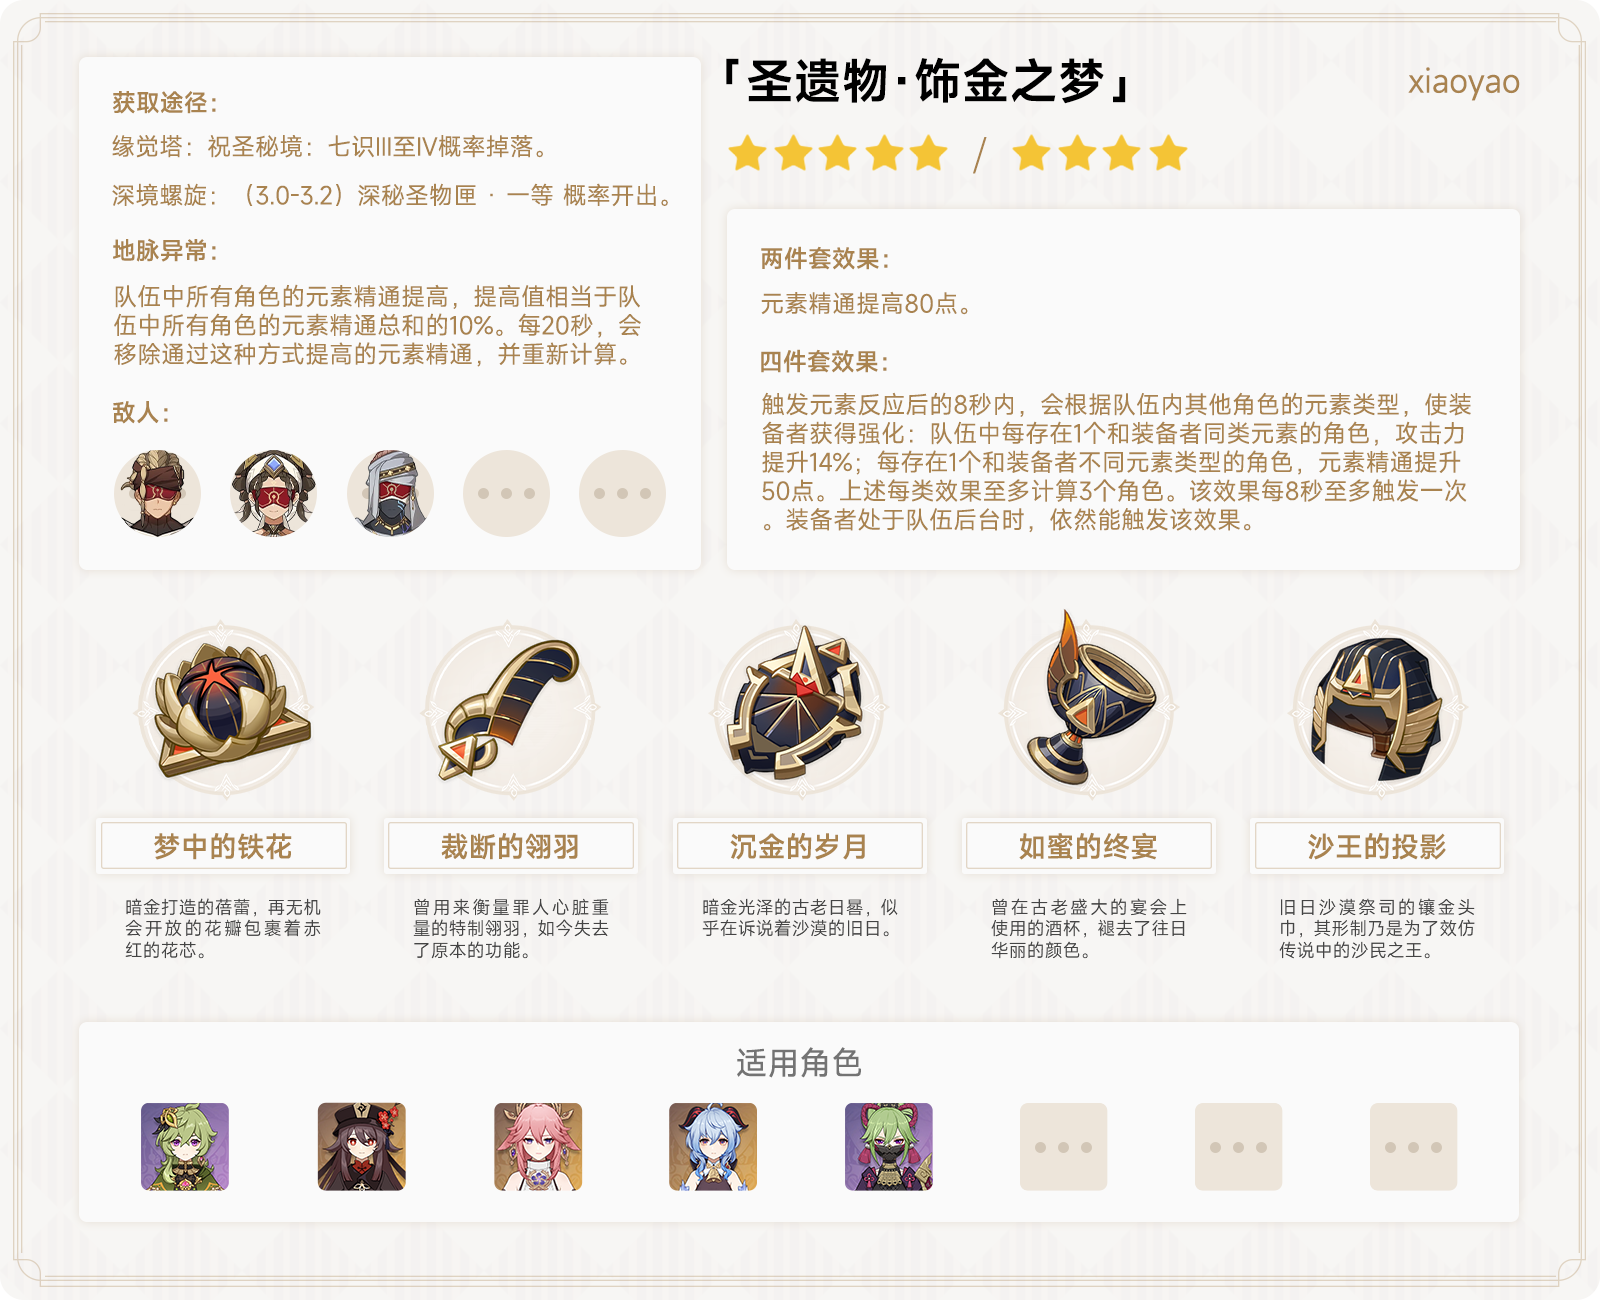 获取途径：
缘觉塔：祝圣秘境：七识III至IV概率掉落。
深境螺旋：（3.0-3.2）深秘圣物匣 · 一等 概率开出。
地脉异常：
队伍中所有角色的元素精通提高，提高值相当于队
伍中所有角色的元素精通总和的10%。每20秒，会
移除通过这种方式提高的元素精通，并重新计算。
敌人：
「圣遗物·饰金之梦」
xiaoyao
/
两件套效果：
元素精通提高80点。
四件套效果：
触发元素反应后的8秒内，会根据队伍内其他角色的元素类型，使装
备者获得强化：队伍中每存在1个和装备者同类元素的角色，攻击力
提升14%；每存在1个和装备者不同元素类型的角色，元素精通提升
50点。上述每类效果至多计算3个角色。该效果每8秒至多触发一次
。装备者处于队伍后台时，依然能触发该效果。
梦中的铁花
暗金打造的蓓蕾，再无机
会开放的花瓣包裹着赤
红的花芯。
裁断的翎羽
曾用来衡量罪人心脏重
量的特制翎羽，如今失去
了原本的功能。
沉金的岁月
暗金光泽的古老日晷，似
乎在诉说着沙漠的旧日。
如蜜的终宴
曾在古老盛大的宴会上
使用的酒杯，褪去了往日
华丽的颜色。
沙王的投影
旧日沙漠祭司的镶金头
巾，其形制乃是为了效仿
传说中的沙民之王。
适用角色